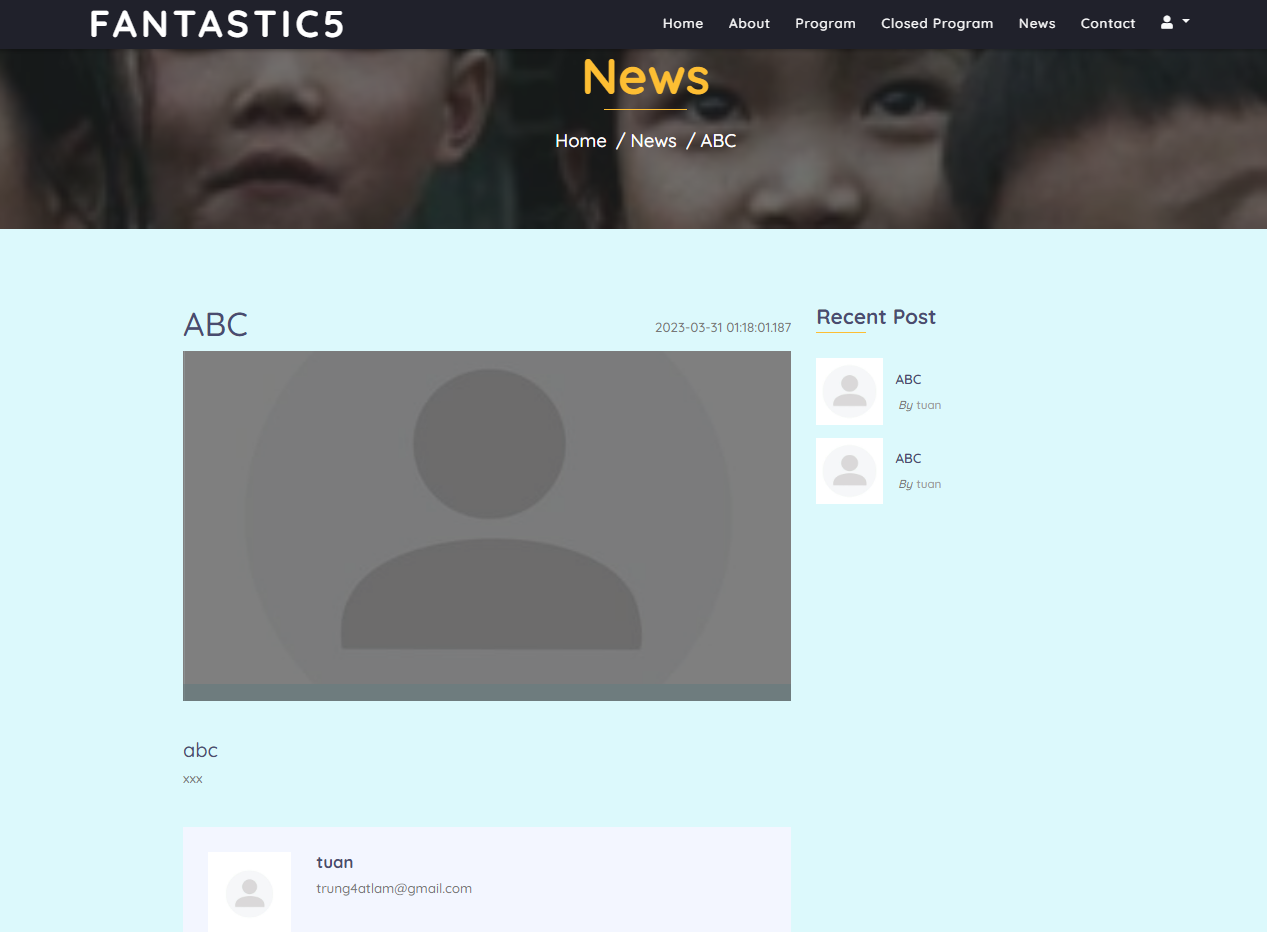 FANTASTIC5
Home About Program Closed Program News Contact
News
Home / News / ABC
ABC
2023-03-31 01:18:01.187
abc
xxx
tuan
trung4atlam@gmail.com
Recent Post
ABC
By tuan
ABC
By tuan